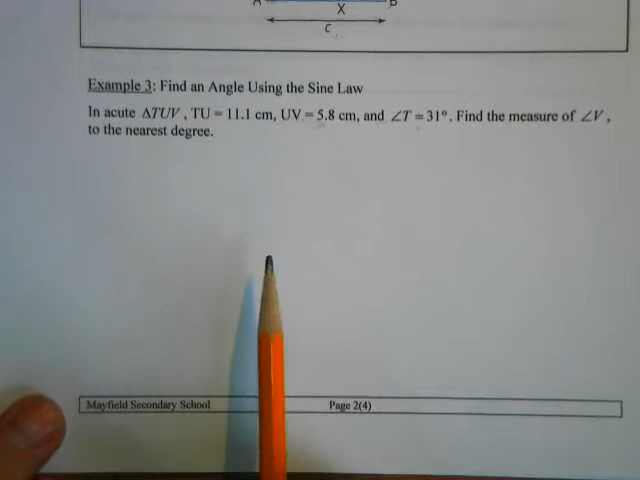 A X B
C
Example 3: Find an Angle Using the Sine Law
In acute ΔTUV, TU = 11.1 cm, UV = 5.8 cm, and ∠T = 31°. Find the measure of ∠V,
to the nearest degree.
Mayfield Secondary School Page 2(4)